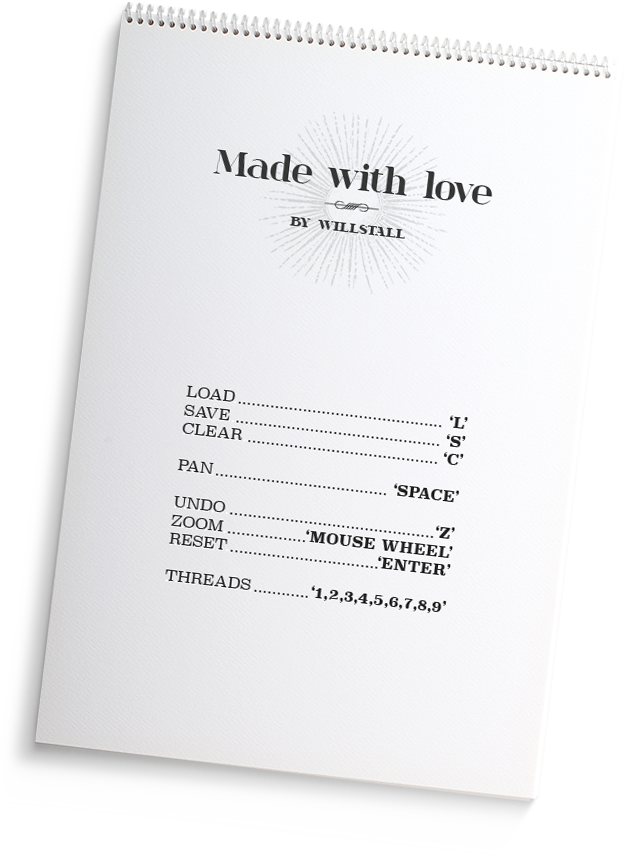 Made with love
BY WILLSTALL
LOAD ........................................ ‘L’
SAVE ........................................ ‘S’
CLEAR ..................................... ‘C’
PAN ................................. ‘SPACE’
UNDO ........................................ ‘Z’
ZOOM ...............‘MOUSE WHEEL’
RESET .............................‘ENTER’
THREADS ...........‘1,2,3,4,5,6,7,8,9’